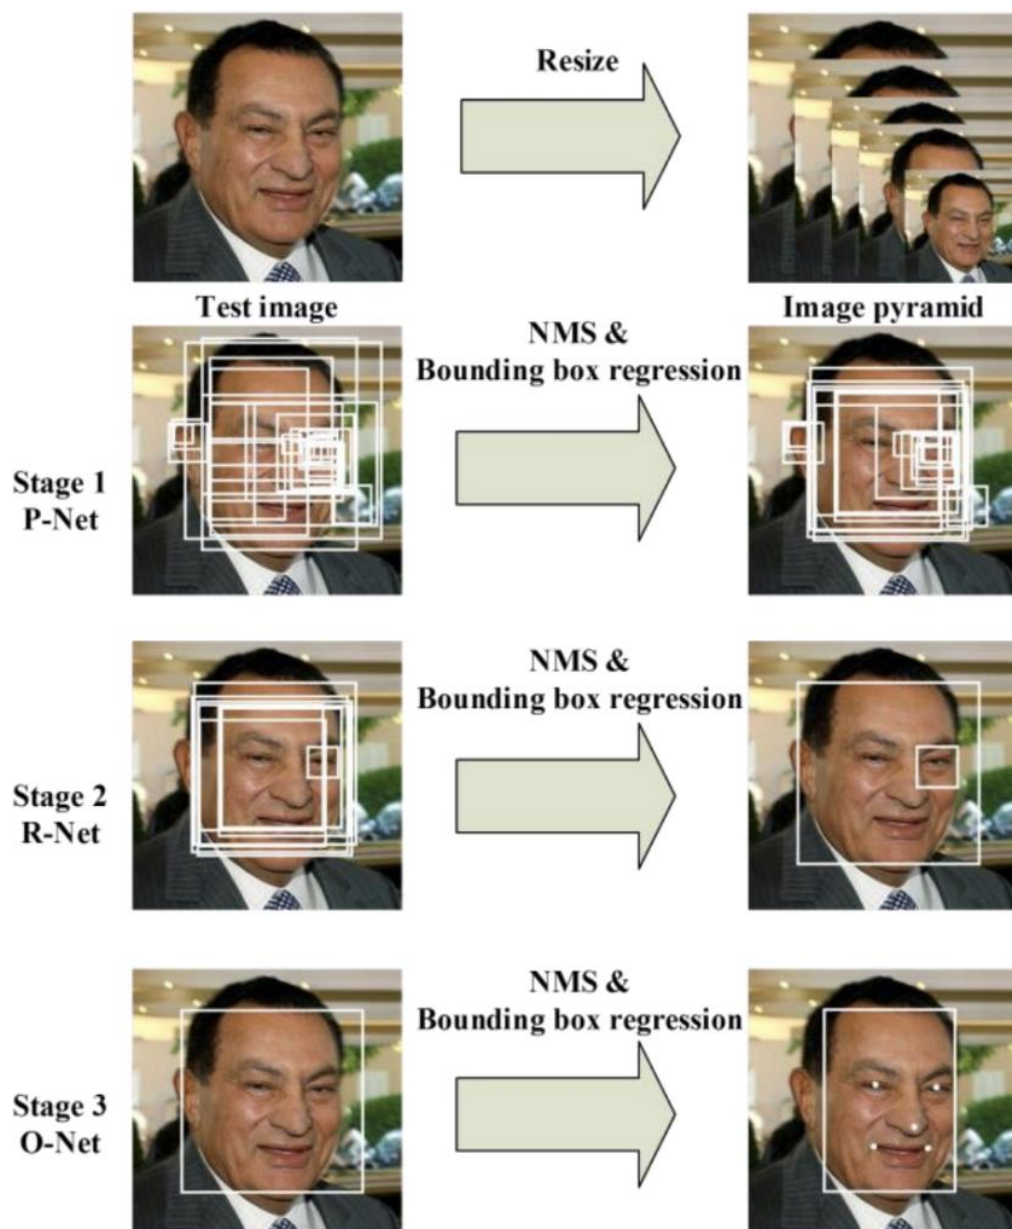 Resize
Test image
Image pyramid
NMS &
Bounding box regression
Stage 1
P-Net
NMS &
Bounding box regression
Stage 2
R-Net
NMS &
Bounding box regression
Stage 3
O-Net